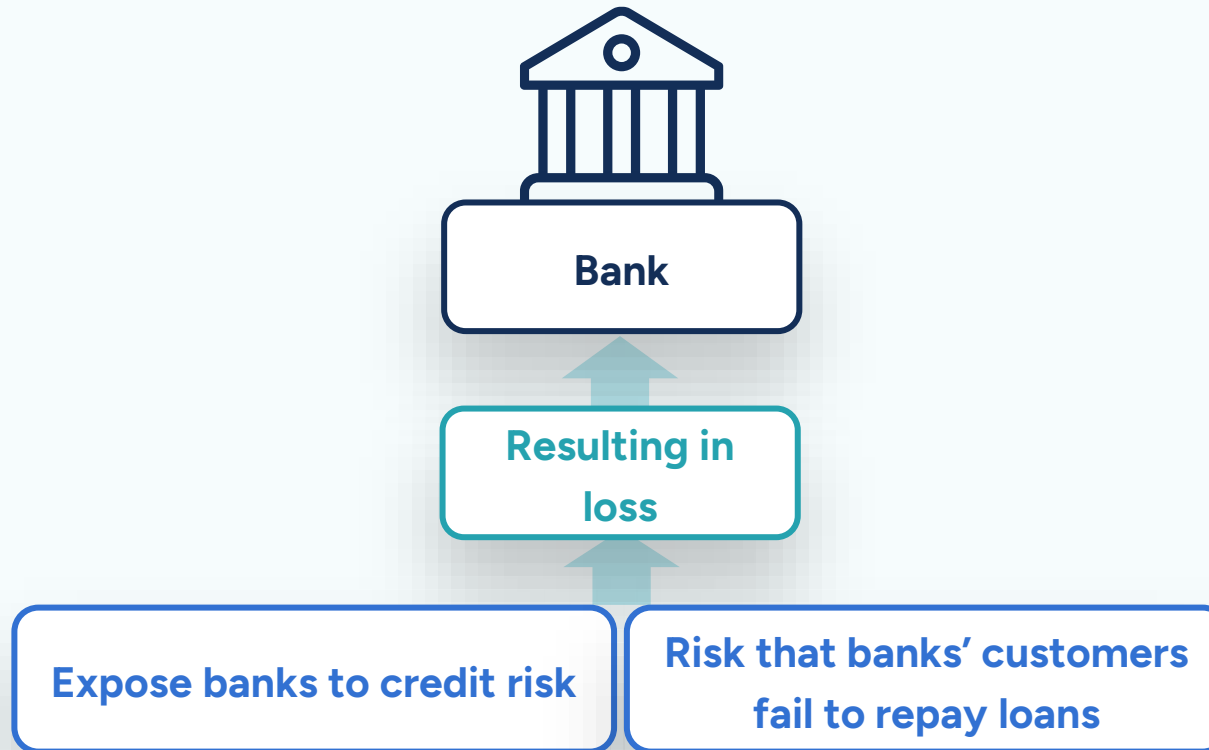 Bank
Resulting in
loss
Expose banks to credit risk
Risk that banks’ customers
fail to repay loans